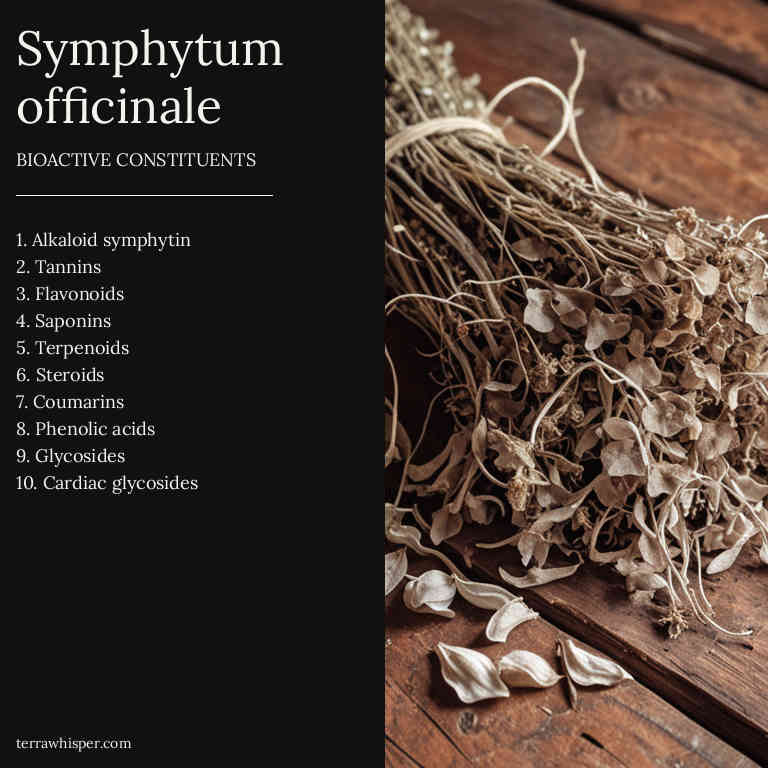 Symphytum
officinale
BIOACTIVE CONSTITUENTS
1. Alkaloid symphytin
2. Tannins
3. Flavonoids
4. Saponins
5. Terpenoids
6. Steroids
7. Coumarins
8. Phenolic acids
9. Glycosides
10. Cardiac glycosides
terrawhisper.com